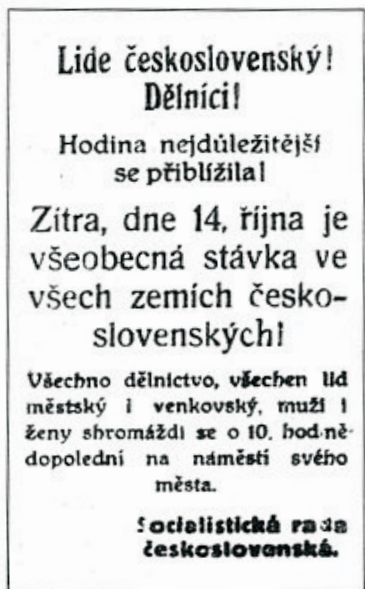 Lide československý!
Dělníci!
Hodina nejdůležitější
se přiblížila!
Zítra, dne 14. října je
všeobecná stávka ve
všech zemích česko-
slovenských!
Všechno dělnictvo, všechen lid
městský i venkovský, muži i
ženy shromáždí se o 10. hod ně-
dopolední na náměstí svého
města.
Socialistická rada
československá.